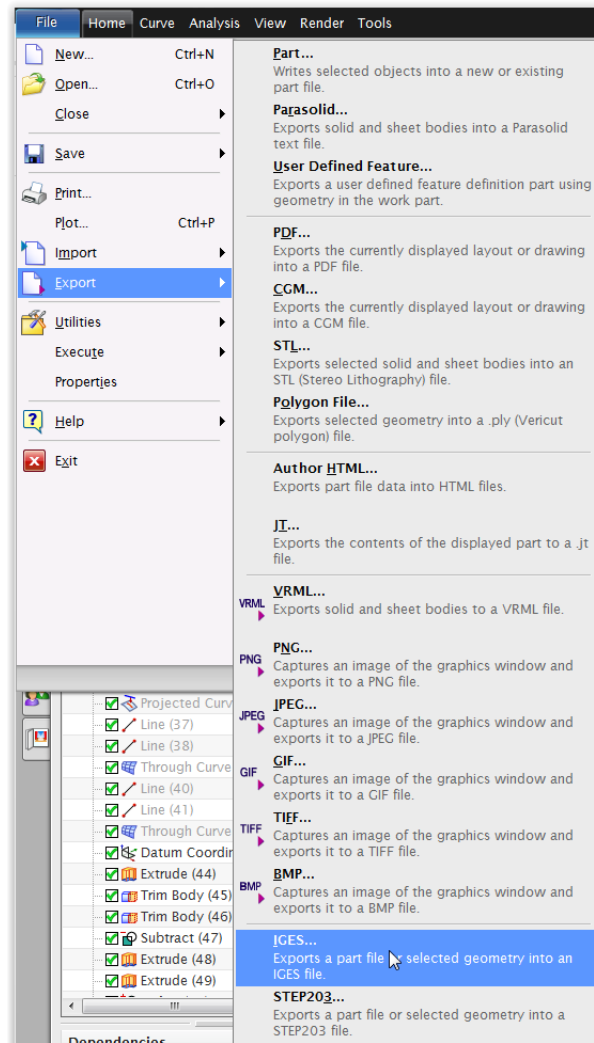 File Home Curve Analysis View Render Tools
New... Ctrl+N
Open... Ctrl+O
Close
Save
Print...
Plot... Ctrl+P
Import
Export
Utilities
Execute
Properties
Help
Exit
Part...
Writes selected objects into a new or existing
part file.
Parasolid...
Exports solid and sheet bodies into a Parasolid
text file.
User Defined Feature...
Exports a user defined feature definition part using
geometry in the work part.
PDF...
Exports the currently displayed layout or drawing
into a PDF file.
CGM...
Exports the currently displayed layout or drawing
into a CGM file.
STL...
Exports selected solid and sheet bodies into an
STL (Stereo Lithography) file.
Polygon File...
Exports selected geometry into a .ply (Vericut
polygon) file.
Author HTML...
Exports part file data into HTML files.
JT...
Exports the contents of the displayed part to a .jt
file.
VRML...
VRML Exports solid and sheet bodies to a VRML file.
PNG...
PNG Captures an image of the graphics window and
exports it to a PNG file.
JPEG...
JPEG Captures an image of the graphics window and
exports it to a JPEG file.
GIF...
GIF Captures an image of the graphics window and
exports it to a GIF file.
TIFF...
TIFF Captures an image of the graphics window and
exports it to a TIFF file.
BMP...
BMP Captures an image of the graphics window and
exports it to a BMP file.
IGES...
Exports a part file selected geometry into an
IGES file.
STEP203...
Exports a part file or selected geometry into a
STEP203 file.
Projected Curv
Line (37)
Line (38)
Through Curve
Line (40)
Line (41)
Through Curve
Datum Coordin
Extrude (44)
Trim Body (45)
Trim Body (46)
Subtract (47)
Extrude (48)
Extrude (49)
Dependencies